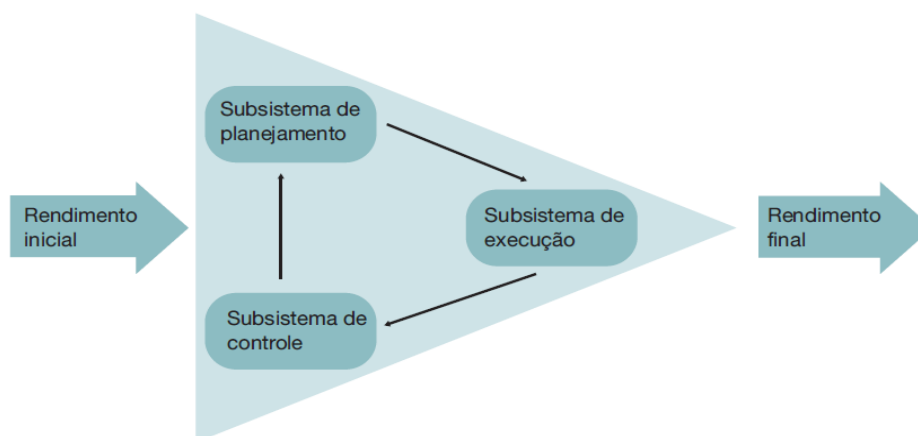 Subsistema de
planejamento
Rendimento
inicial
Subsistema de
execução
Rendimento
final
Subsistema de
controle